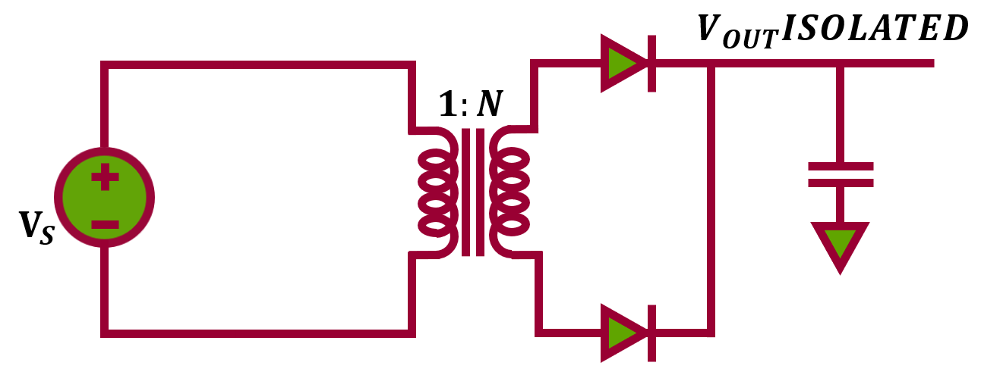 V_OUT ISOLATED
1:N
+
−
V_S